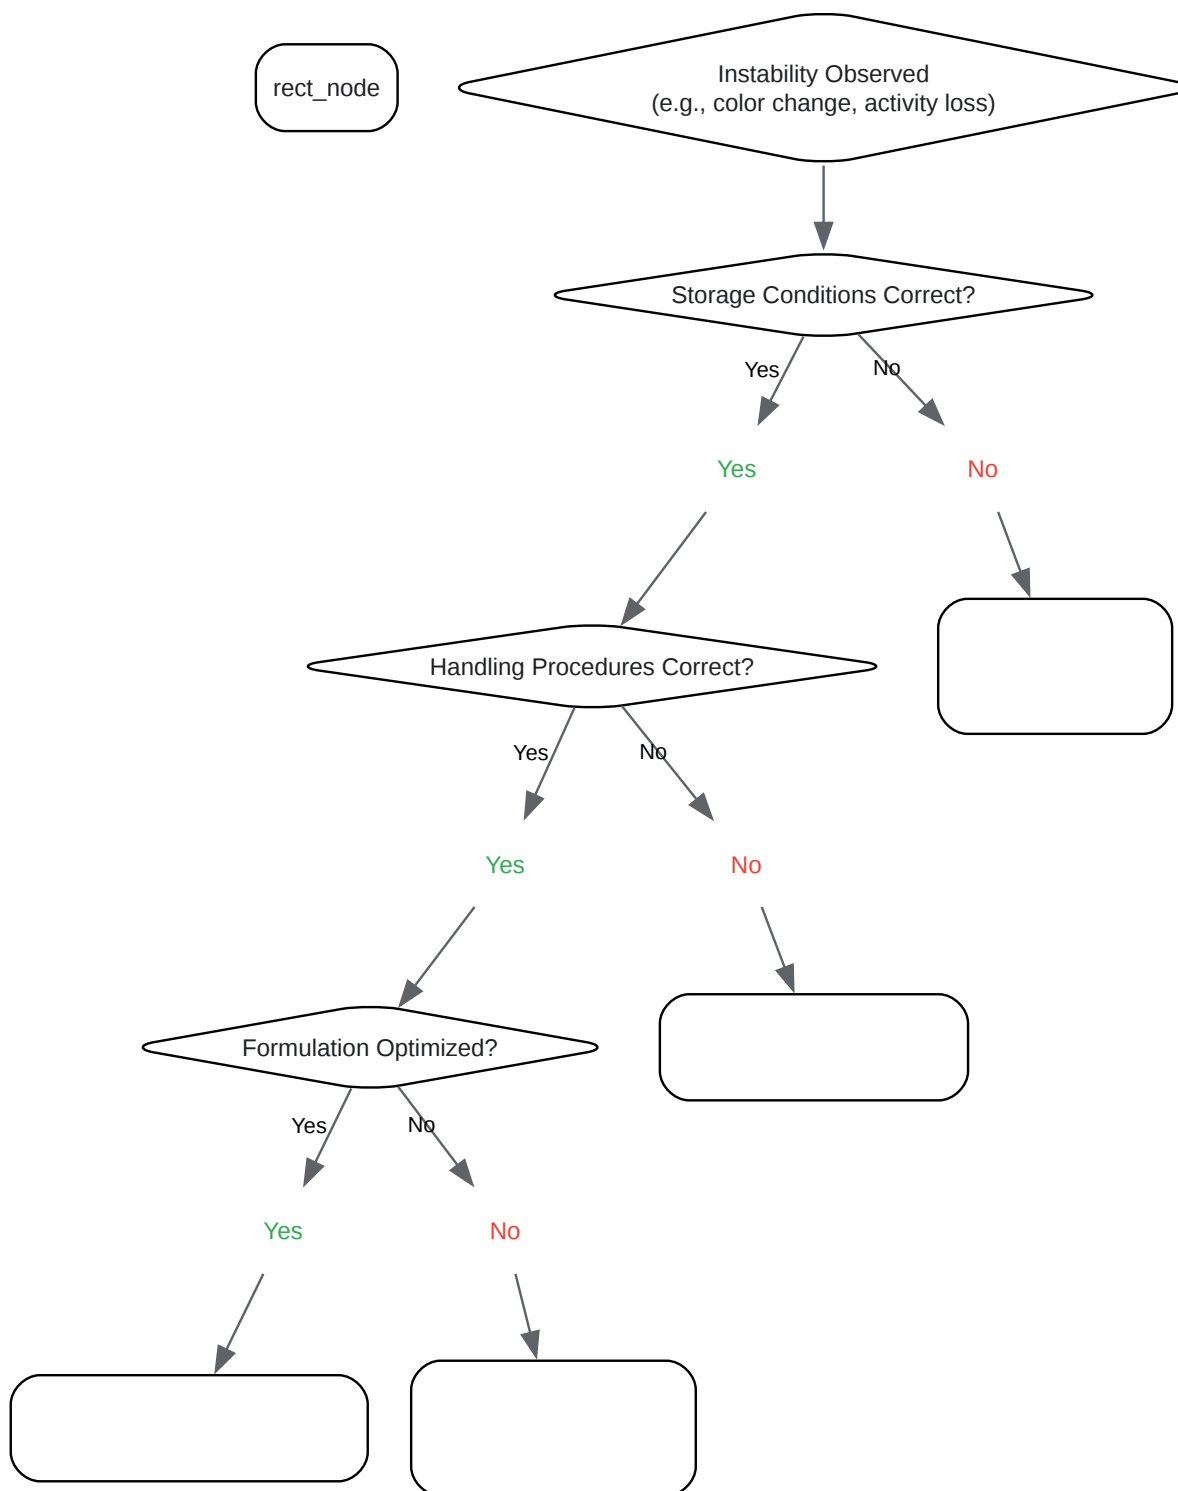 rect_node
Instability Observed
(e.g., color change, activity loss)
Storage Conditions Correct?
Yes
No
Yes
No
Handling Procedures Correct?
Yes
No
Yes
No
Formulation Optimized?
Yes
No
Yes
No